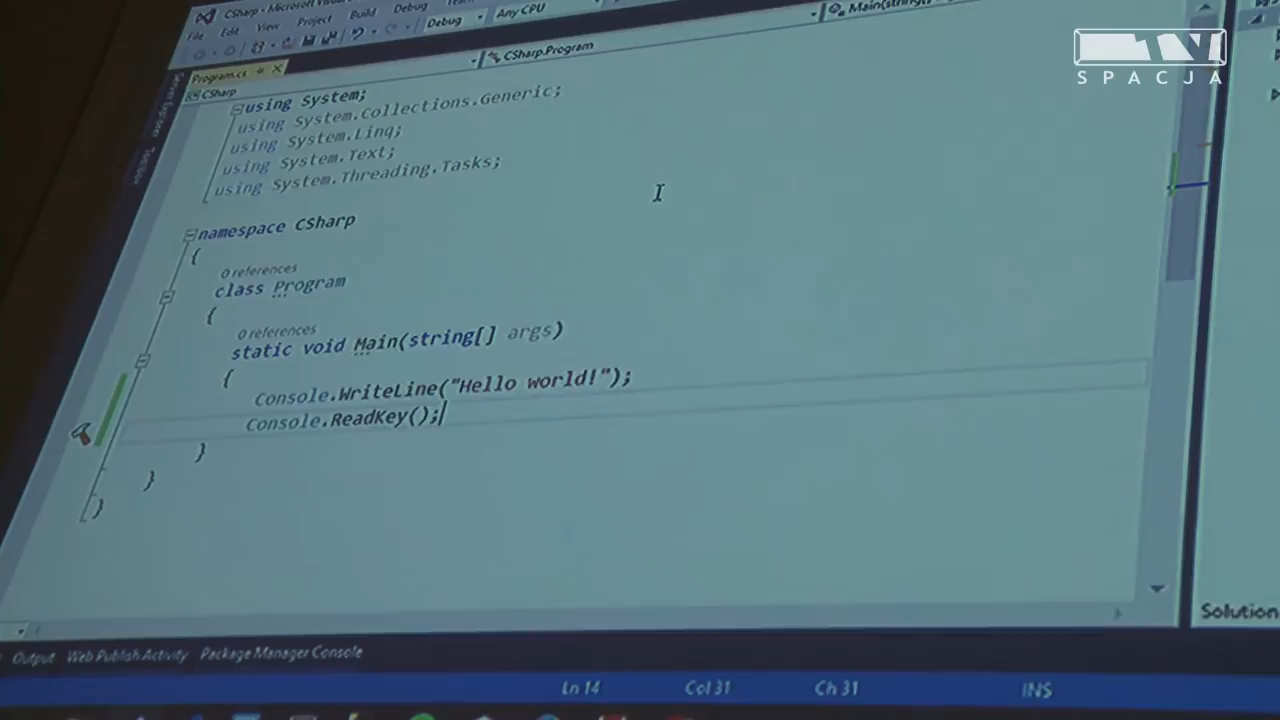 CSharp - Microsoft
File Edit View Project Build Debug
Debug Any CPU
Program.cs
CSharp
CSharp.Program
Main(string[]
Server Explorer
Toolbox
using System;
using System.Collections.Generic;
using System.Linq;
using System.Text;
using System.Threading.Tasks;
namespace CSharp
{
0 references
class Program
{
0 references
static void Main(string[] args)
{
Console.WriteLine("Hello world!");
Console.ReadKey();
}
}
}
Solution
Output Web Publish Activity Package Manager Console
Ln 14 Col 31 Ch 31 INS
SPACJA